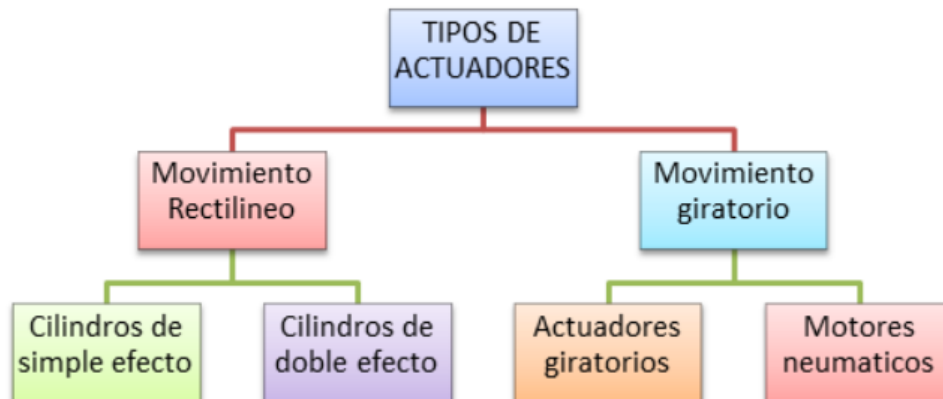 TIPOS DE
ACTUADORES
Movimiento
Rectilineo
Movimiento
giratorio
Cilindros de
simple efecto
Cilindros de
doble efecto
Actuadores
giratorios
Motores
neumaticos